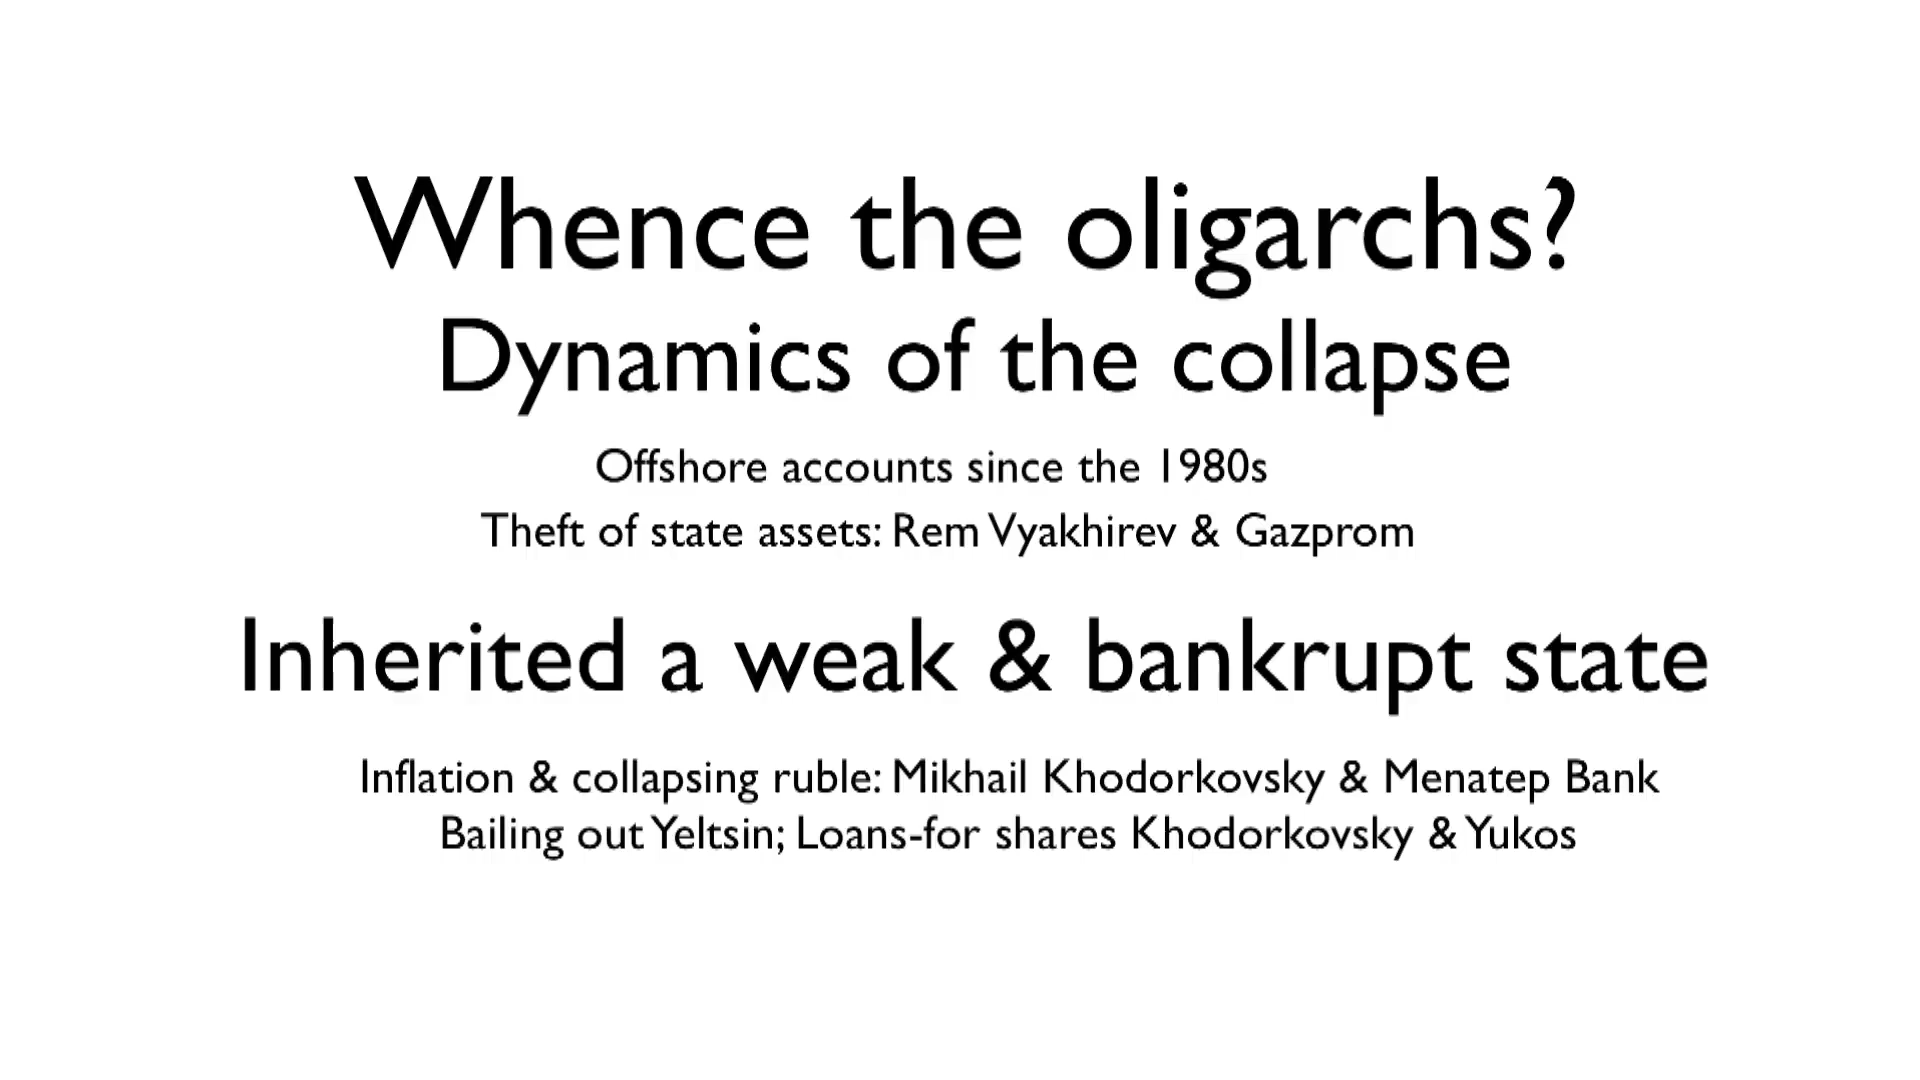 Whence the oligarchs?
Dynamics of the collapse
Offshore accounts since the 1980s
Theft of state assets: Rem Vyakhirev & Gazprom
Inherited a weak & bankrupt state
Inflation & collapsing ruble: Mikhail Khodorkovsky & Menatep Bank
Bailing out Yeltsin; Loans-for shares Khodorkovsky & Yukos